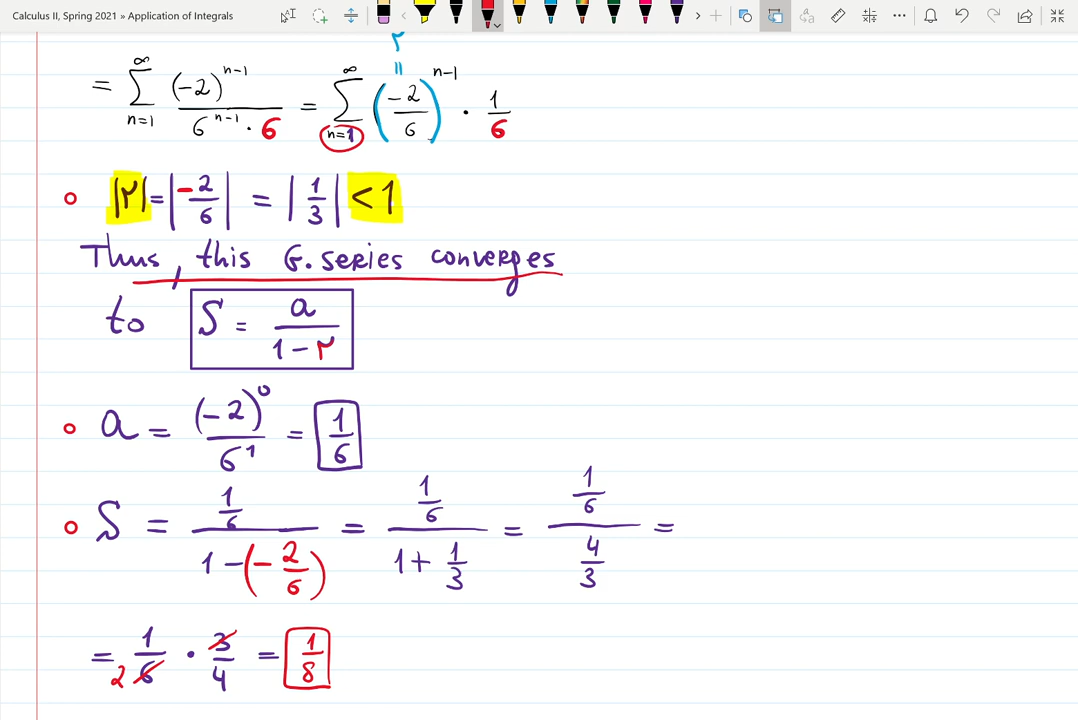 Calculus II, Spring 2021 » Application of Integrals
r
=
= ∑_{n=1}^{∞} (-2)^{n-1} / (6^{n-1} · 6) = ∑_{n=1}^{∞} (-2/6)^{n-1} · 1/6
|r| = |-2/6| = |1/3| < 1
Thus, this G. series converges
to S = a / (1 - r)
a = (-2)^0 / 6^1 = 1/6
S = (1/6) / (1 - (-2/6)) = (1/6) / (1 + 1/3) = (1/6) / (4/3) =
= 1/6 · 3/4 = 1/8
2